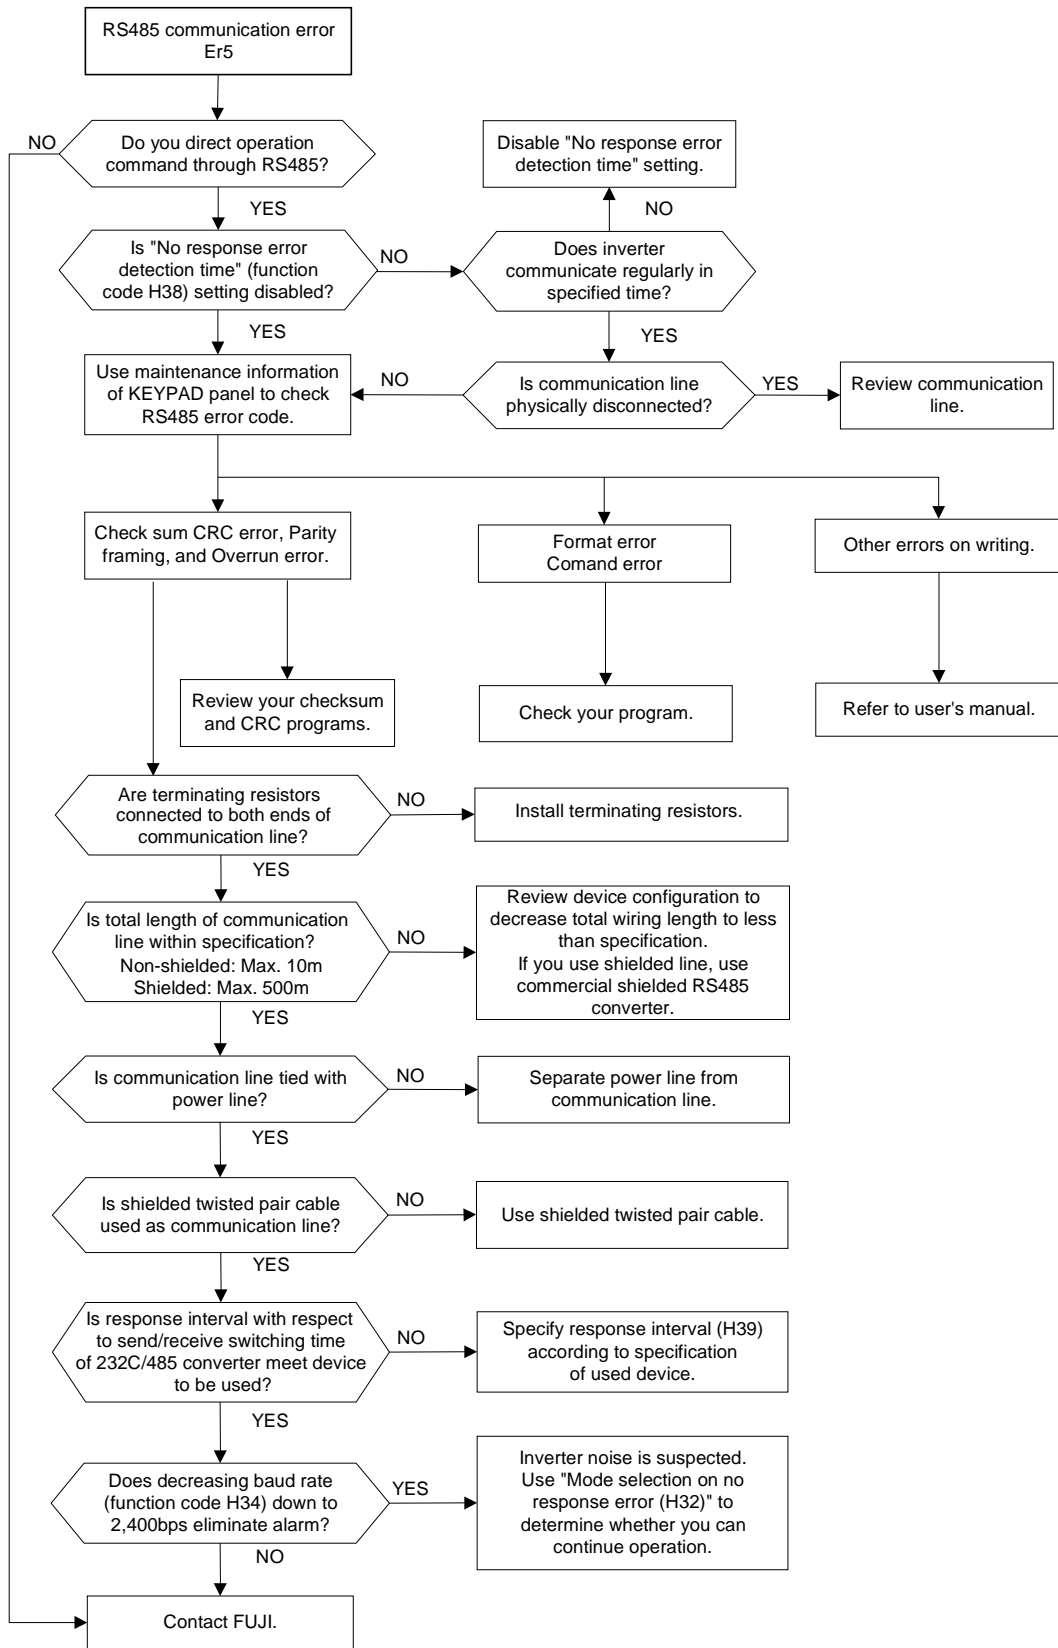 RS485 communication error
Er5
NO
Do you direct operation
command through RS485?
Disable "No response error
detection time" setting.
YES
NO
Is "No response error
detection time" (function
code H38) setting disabled?
NO
Does inverter
communicate regularly in
specified time?
YES
YES
Use maintenance information
of KEYPAD panel to check
RS485 error code.
NO
Is communication line
physically disconnected?
YES
Review communication
line.
Check sum CRC error, Parity
framing, and Overrun error.
Format error
Comand error
Other errors on writing.
Review your checksum
and CRC programs.
Check your program.
Refer to user's manual.
Are terminating resistors
connected to both ends of
communication line?
NO
Install terminating resistors.
YES
Is total length of communication
line within specification?
Non-shielded: Max. 10m
Shielded: Max. 500m
NO
Review device configuration to
decrease total wiring length to less
than specification.
If you use shielded line, use
commercial shielded RS485
converter.
YES
Is communication line tied with
power line?
NO
Separate power line from
communication line.
YES
Is shielded twisted pair cable
used as communication line?
NO
Use shielded twisted pair cable.
YES
Is response interval with respect
to send/receive switching time
of 232C/485 converter meet device
to be used?
NO
Specify response interval (H39)
according to specification
of used device.
YES
Does decreasing baud rate
(function code H34) down to
2,400bps eliminate alarm?
YES
Inverter noise is suspected.
Use "Mode selection on no
response error (H32)" to
determine whether you can
continue operation.
NO
Contact FUJI.